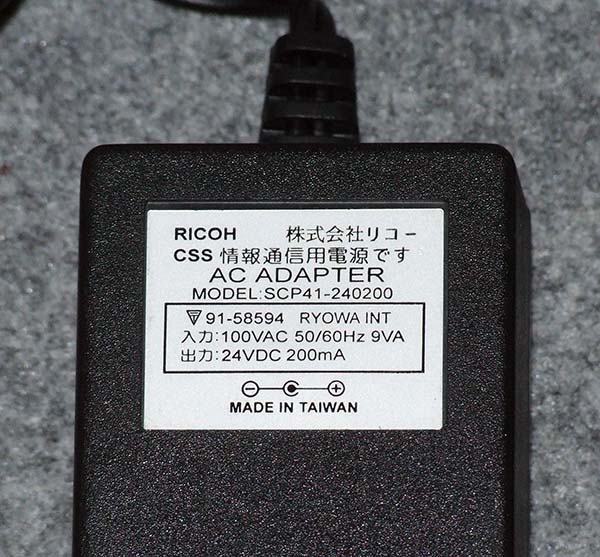 RICOH 株式会社リコー
CSS 情報通信用電源です
AC ADAPTER
MODEL:SCP41-240200
91-58594 RYOWA INT
入力:100VAC 50/60Hz 9VA
出力:24VDC 200mA
MADE IN TAIWAN